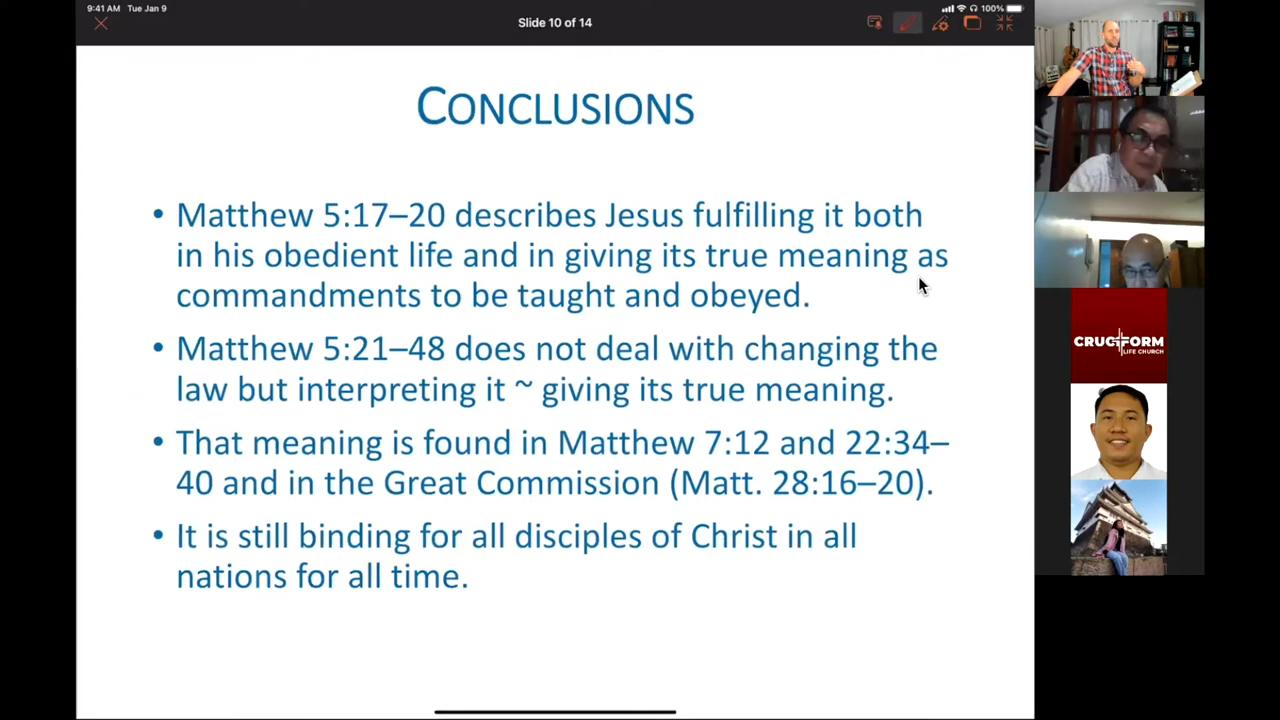 9:41 AM Tue Jan 9
100%
Slide 10 of 14
CONCLUSIONS
• Matthew 5:17–20 describes Jesus fulfilling it both
in his obedient life and in giving its true meaning as
commandments to be taught and obeyed.
• Matthew 5:21–48 does not deal with changing the
law but interpreting it ~ giving its true meaning.
• That meaning is found in Matthew 7:12 and 22:34–
40 and in the Great Commission (Matt. 28:16–20).
• It is still binding for all disciples of Christ in all
nations for all time.
CRUCIFORM
LIFE CHURCH